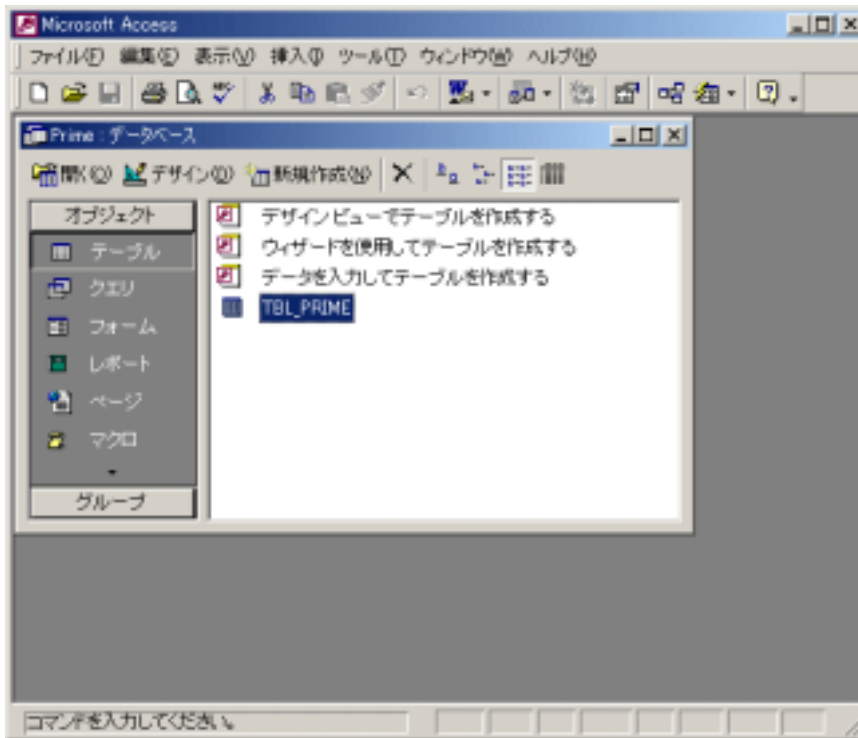 Microsoft Access
ファイル(F) 編集(E) 表示(V) 挿入(I) ツール(T) ウィンドウ(W) ヘルプ(H)
Prime : データベース
開く(O) デザイン(D) 新規作成(N)
オブジェクト
テーブル
クエリ
フォーム
レポート
ページ
マクロ
グループ
デザイン ビューでテーブルを作成する
ウィザードを使用してテーブルを作成する
データを入力してテーブルを作成する
TBL_PRIME
コマンドを入力してください。